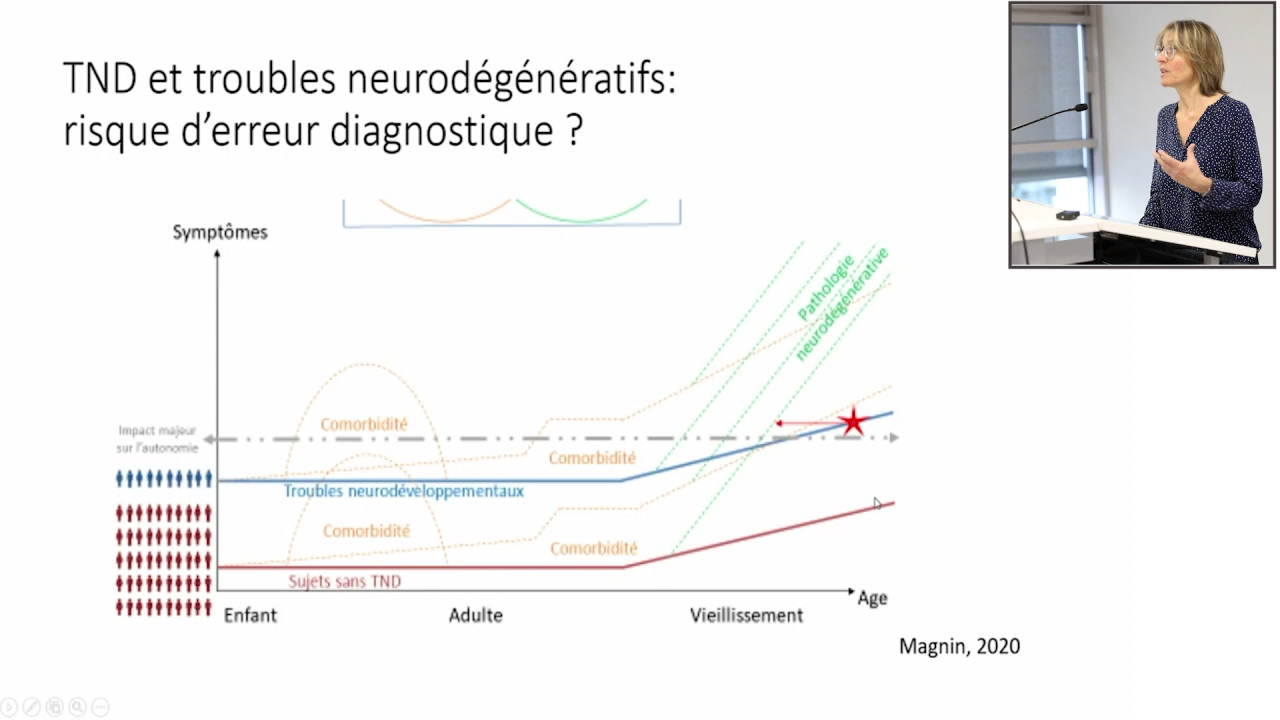 TND et troubles neurodégénératifs:
risque d'erreur diagnostique ?
Symptômes
Pathologie
neurodégénérative
Comorbidité
Impact majeur
sur l'autonomie
Comorbidité
Troubles neurodéveloppementaux
Comorbidité
Comorbidité
Sujets sans TND
Age
Enfant
Adulte
Vieillissement
Magnin, 2020